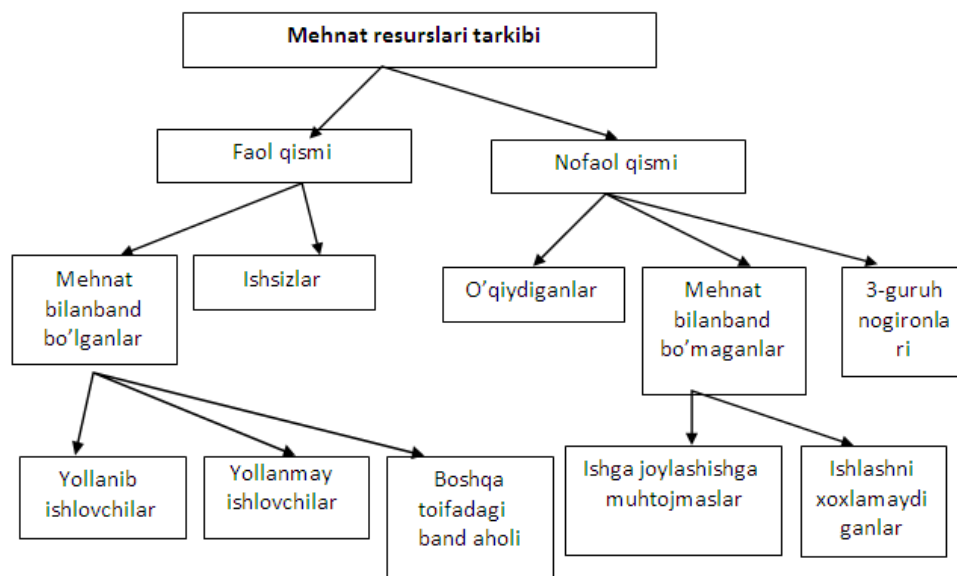 Mehnat resurslari tarkibi
Faol qismi
Nofaol qismi
Mehnat
bilanband
bo’lganlar
Ishsizlar
O’qiydiganlar
Mehnat
bilanband
bo’maganlar
3-guruh
nogironla
ri
Yollanib
ishlovchilar
Yollanmay
ishlovchilar
Boshqa
toifadagi
band aholi
Ishga joylashishga
muhtojmaslar
Ishlashni
xoxlamaydi
ganlar